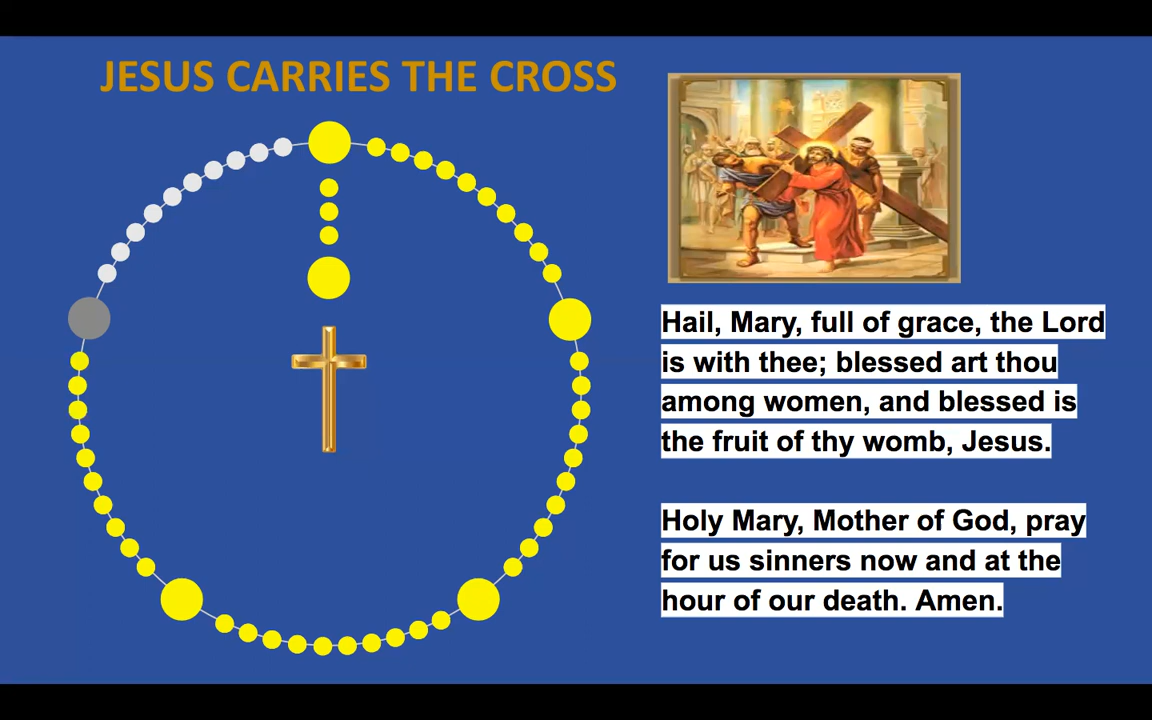 JESUS CARRIES THE CROSS
Hail, Mary, full of grace, the Lord
is with thee; blessed art thou
among women, and blessed is
the fruit of thy womb, Jesus.
Holy Mary, Mother of God, pray
for us sinners now and at the
hour of our death. Amen.